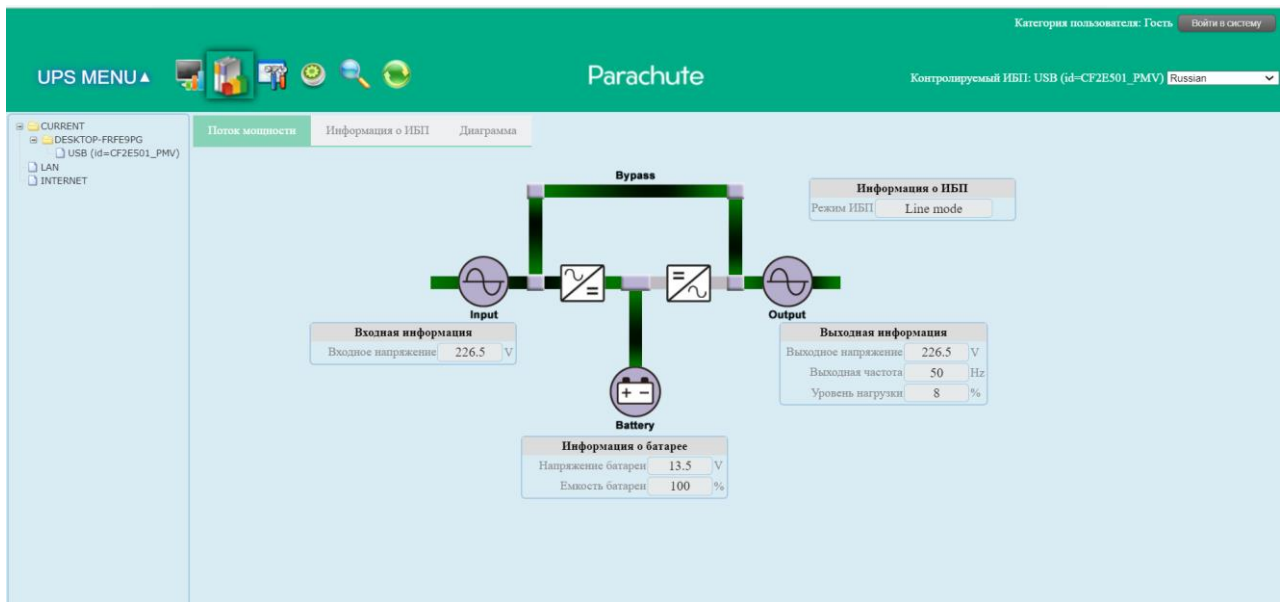 Категория пользователя: Гость Войти в систему
UPS MENU▲
Parachute
Контролируемый ИБП: USB (id=CF2E501_PMV) Russian
CURRENT
DESKTOP-FRFE9PG
USB (id=CF2E501_PMV)
LAN
INTERNET
Поток мощности Информация о ИБП Диаграмма
Bypass
Информация о ИБП
Режим ИБП Line mode
Input
Output
Входная информация
Входное напряжение 226.5 V
Выходная информация
Выходное напряжение 226.5 V
Выходная частота 50 Hz
Уровень нагрузки 8 %
Battery
Информация о батарее
Напряжение батареи 13.5 V
Емкость батареи 100 %